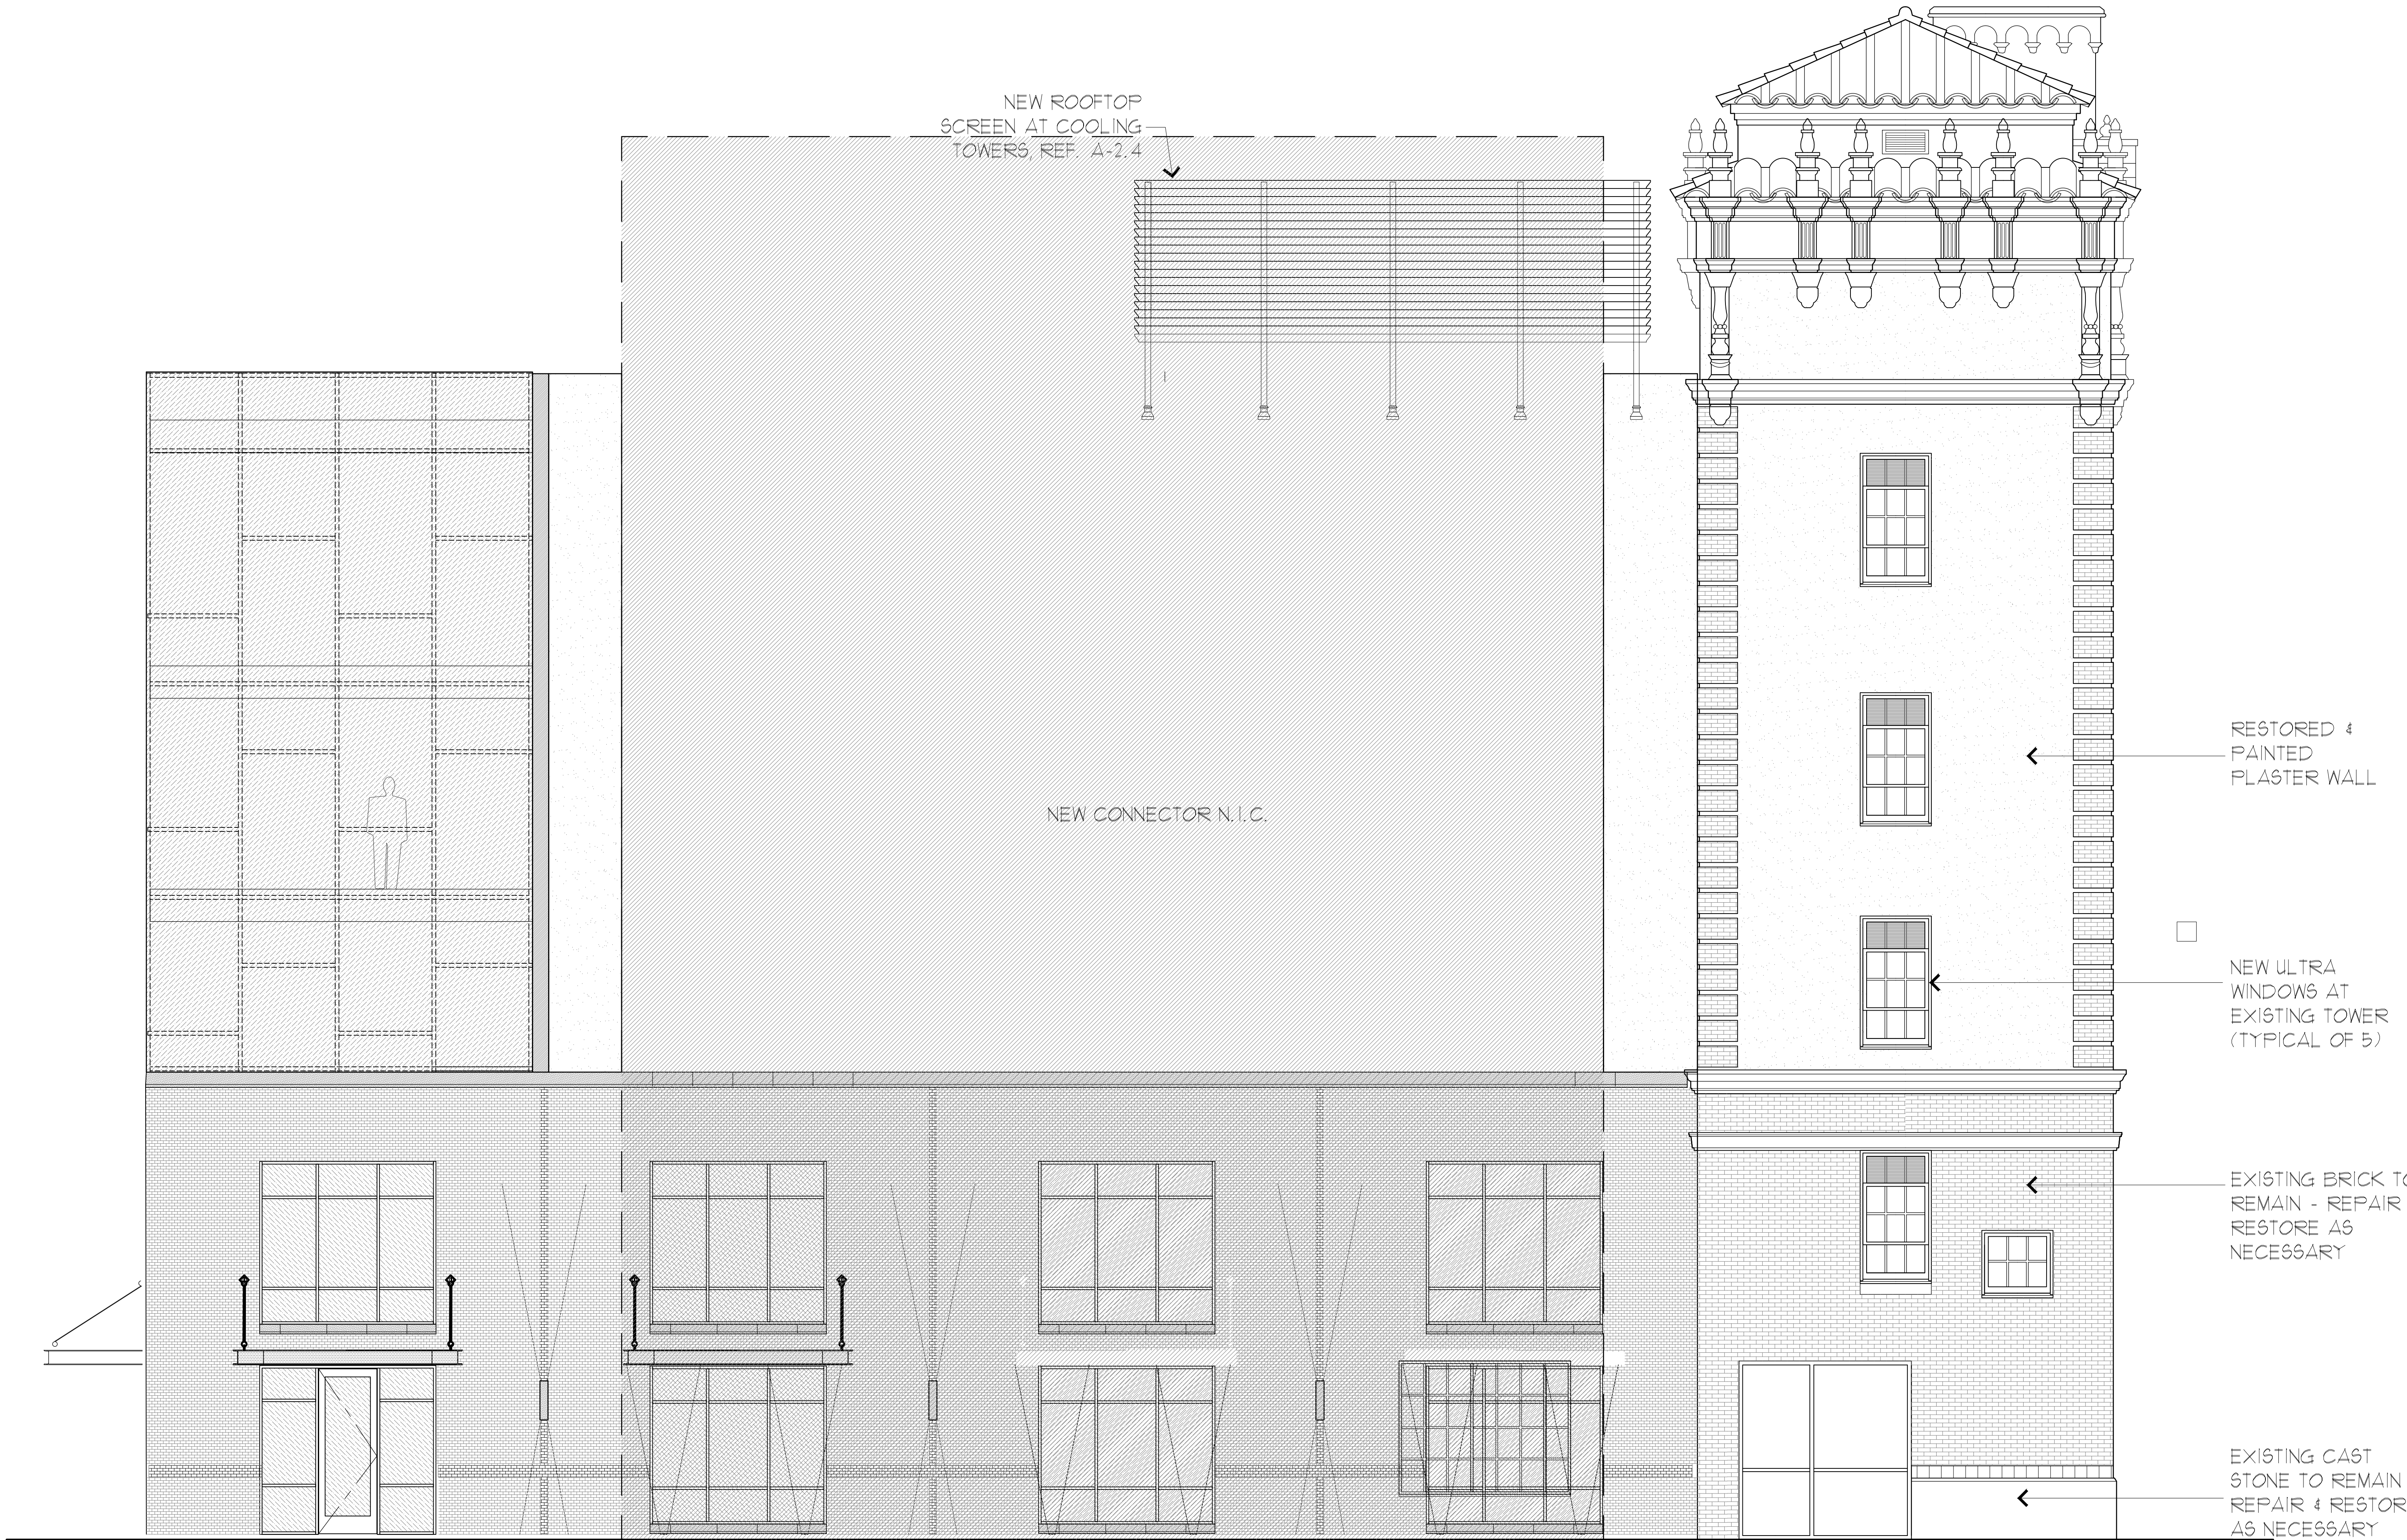 NEW ROOFTOP
SCREEN AT COOLING
TOWERS, REF. A-2.4
NEW CONNECTOR N.I.C.
RESTORED &
PAINTED
PLASTER WALL
NEW ULTRA
WINDOWS AT
EXISTING TOWER
(TYPICAL OF 5)
EXISTING BRICK TO
REMAIN - REPAIR
RESTORE AS
NECESSARY
EXISTING CAST
STONE TO REMAIN
REPAIR & RESTOR
AS NECESSARY